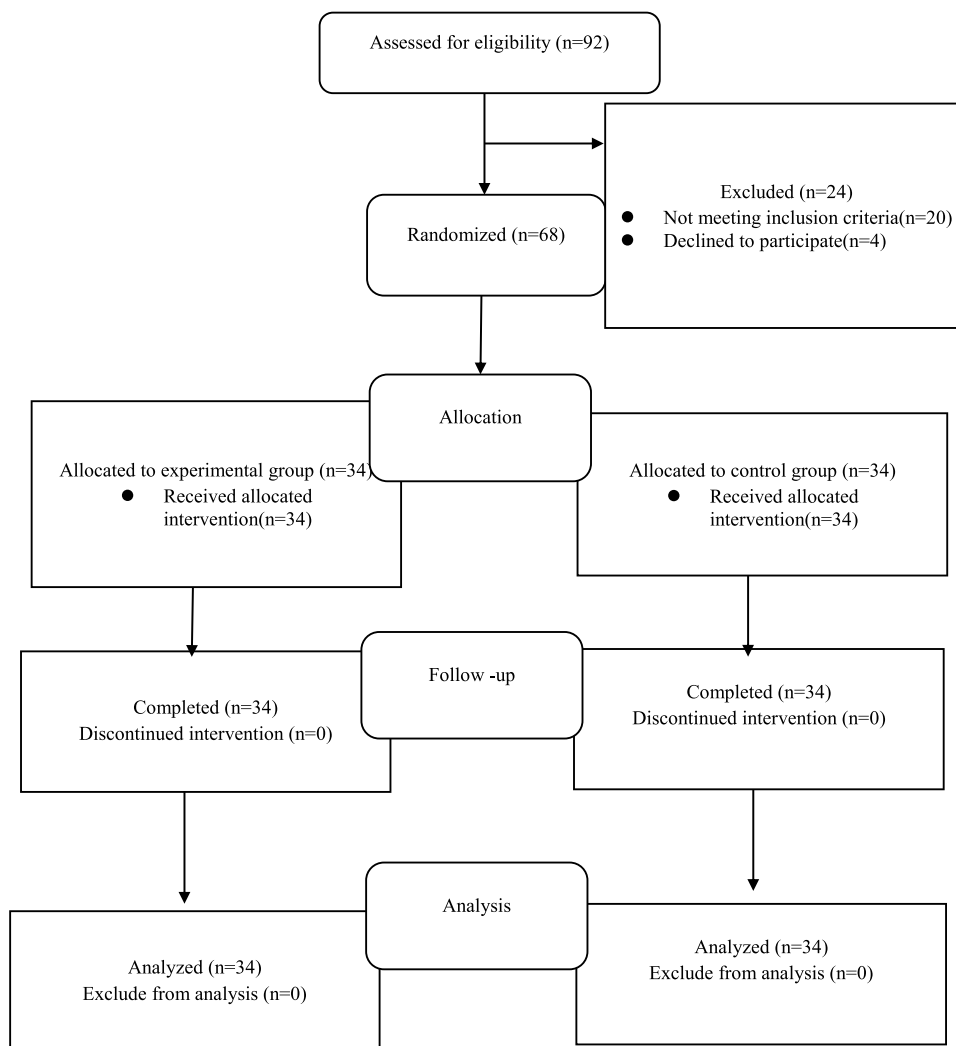 Assessed for eligibility (n=92)
Excluded (n=24)
● Not meeting inclusion criteria(n=20)
● Declined to participate(n=4)
Randomized (n=68)
Allocation
Allocated to experimental group (n=34)
● Received allocated
intervention(n=34)
Allocated to control group (n=34)
● Received allocated
intervention(n=34)
Follow -up
Completed (n=34)
Discontinued intervention (n=0)
Completed (n=34)
Discontinued intervention (n=0)
Analysis
Analyzed (n=34)
Exclude from analysis (n=0)
Analyzed (n=34)
Exclude from analysis (n=0)